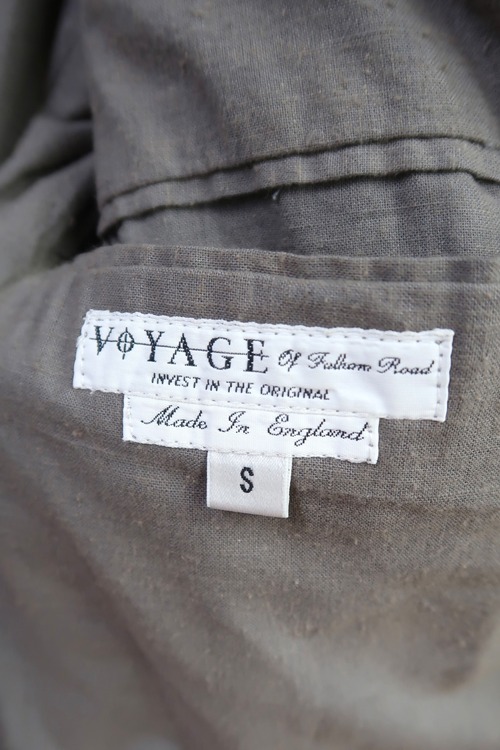 VOYAGE Of Fulham Road
INVEST IN THE ORIGINAL
Made In England
S